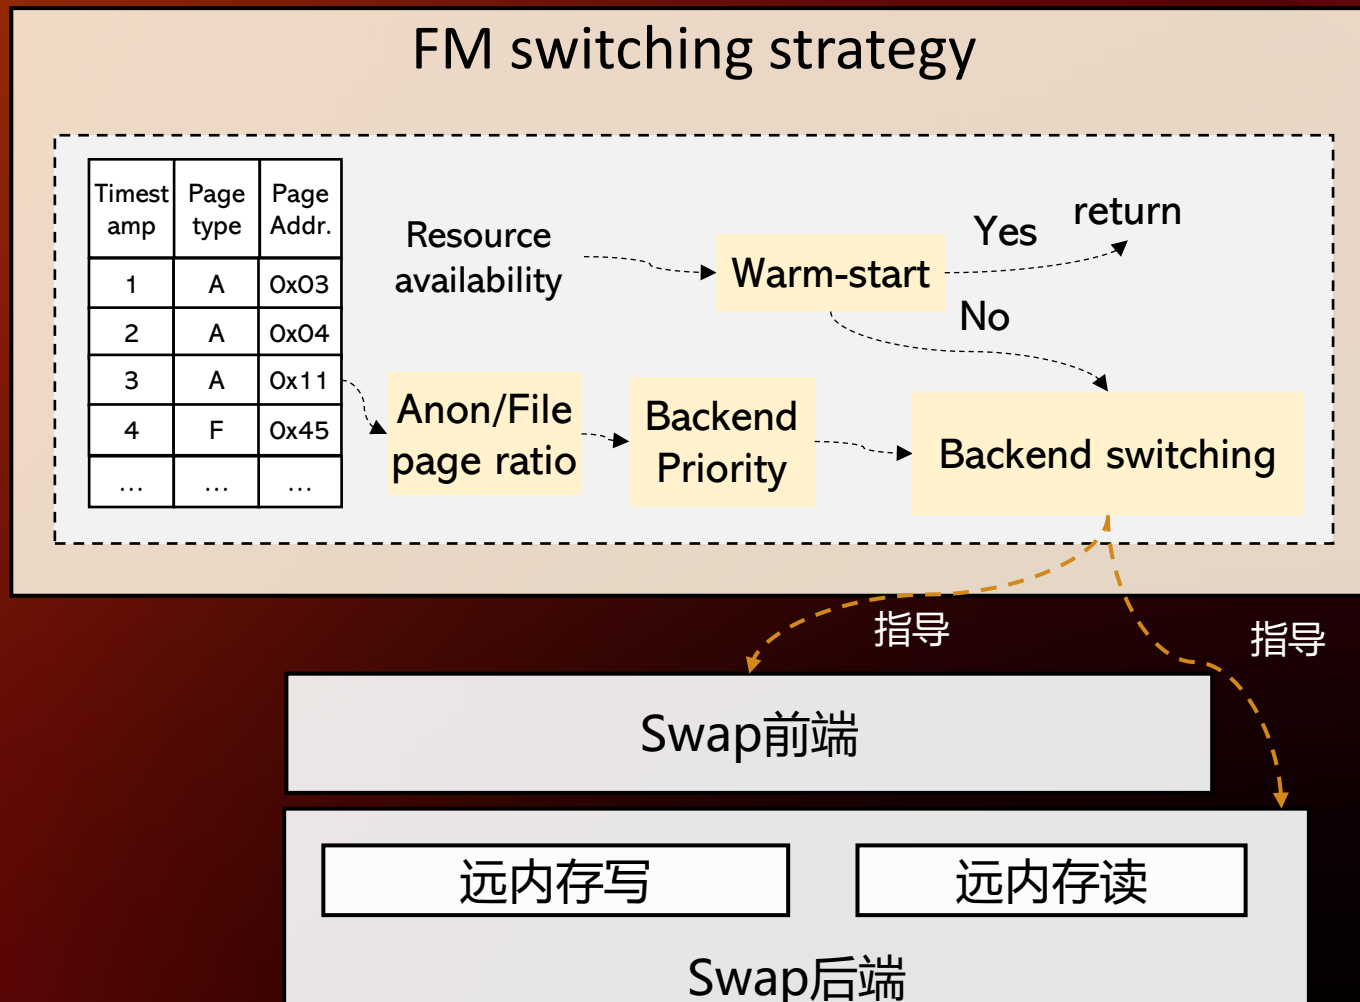 FM switching strategy
Timest
amp
Page
type
Page
Addr.
1 A 0x03
2 A 0x04
3 A 0x11
4 F 0x45
... ... ...
Resource
availability
Warm-start
Yes
return
No
Anon/File
page ratio
Backend
Priority
Backend switching
指导
指导
Swap前端
远内存写
远内存读
Swap后端